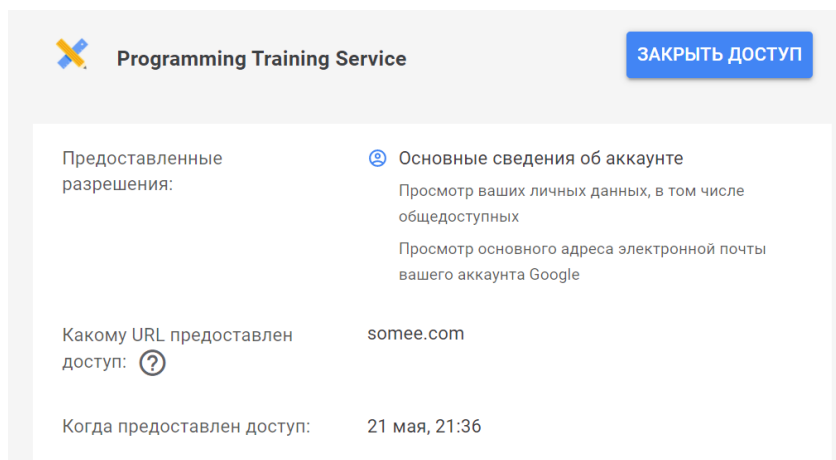 Programming Training Service
ЗАКРЫТЬ ДОСТУП
Предоставленные
разрешения:
Основные сведения об аккаунте
Просмотр ваших личных данных, в том числе
общедоступных
Просмотр основного адреса электронной почты
вашего аккаунта Google
Какому URL предоставлен
доступ: ?
somee.com
Когда предоставлен доступ:
21 мая, 21:36